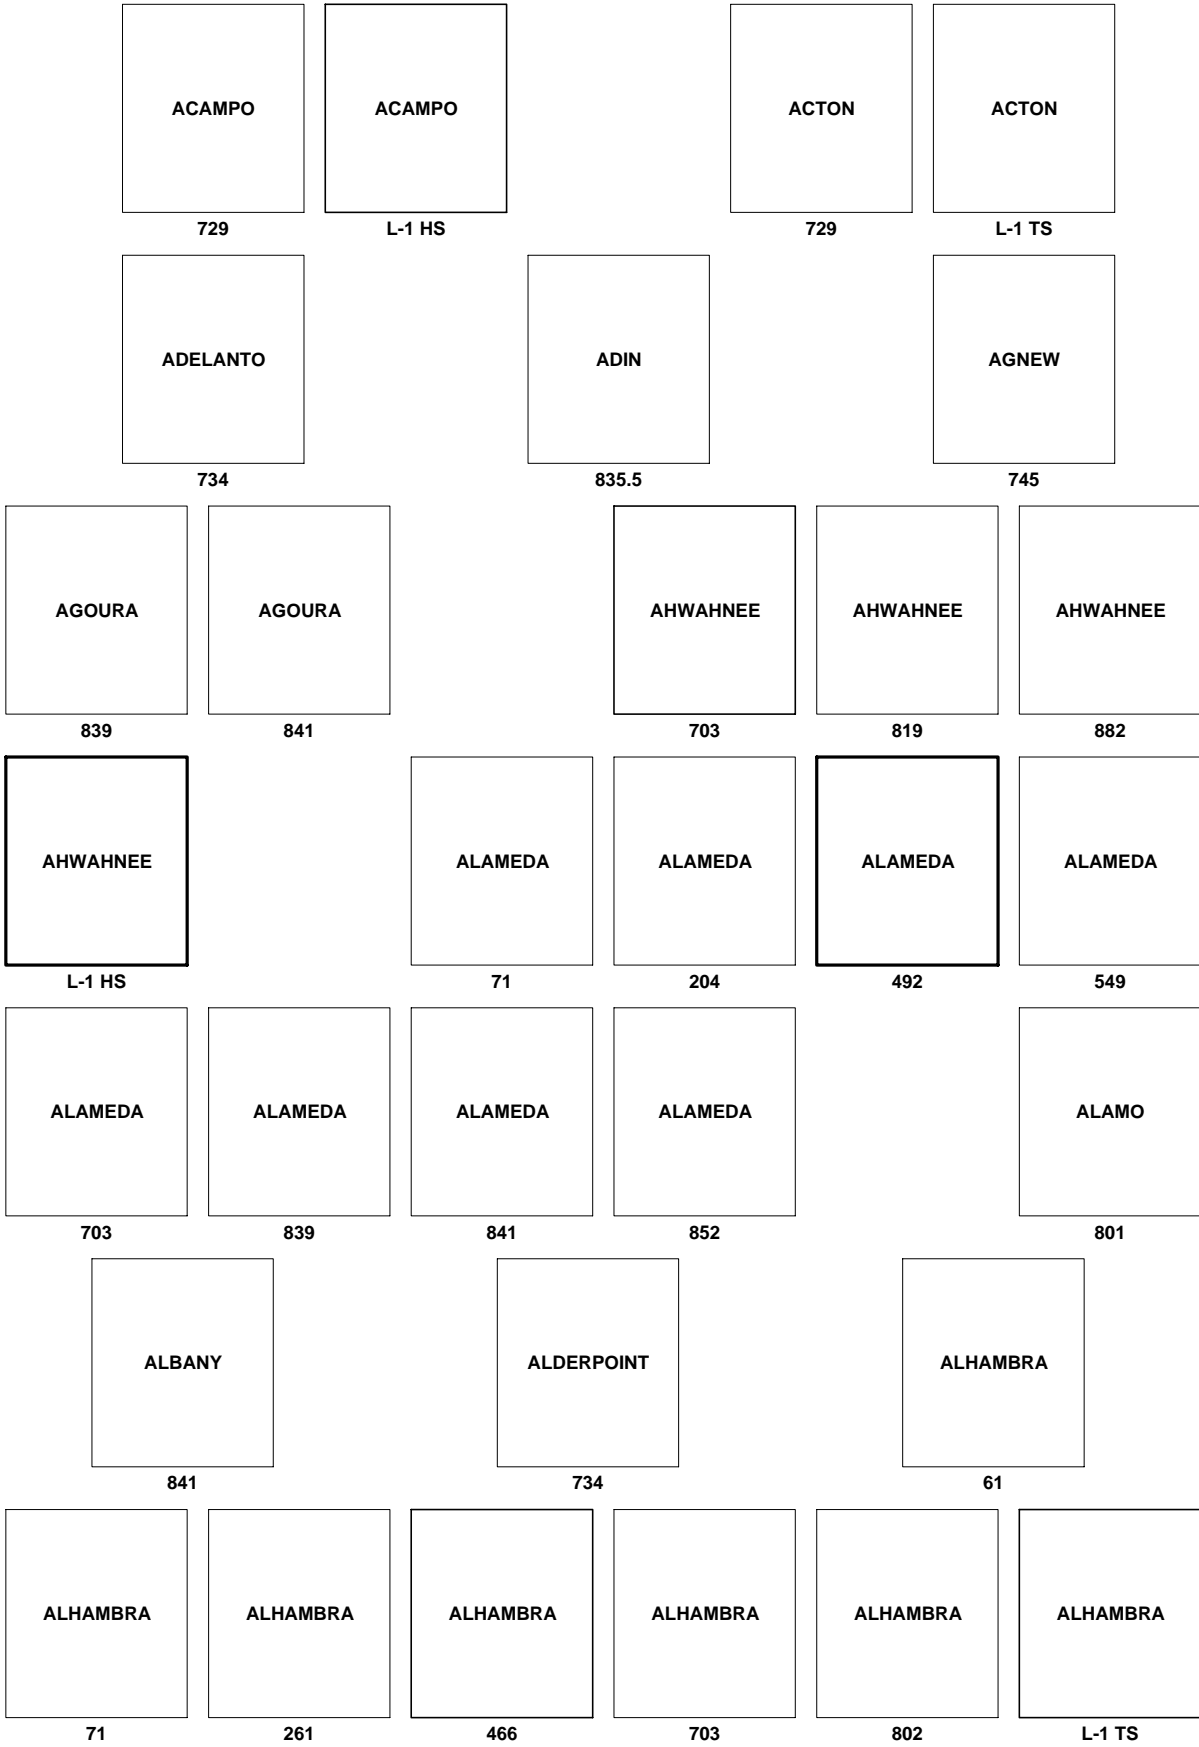 ACAMPO ACAMPO ACTON ACTON
729 L-1 HS 729 L-1 TS
ADELANTO ADIN AGNEW
734 835.5 745
AGOURA AGOURA AHWAHNEE AHWAHNEE AHWAHNEE
839 841 703 819 882
AHWAHNEE ALAMEDA ALAMEDA ALAMEDA ALAMEDA
L-1 HS 71 204 492 549
ALAMEDA ALAMEDA ALAMEDA ALAMEDA ALAMO
703 839 841 852 801
ALBANY ALDERPOINT ALHAMBRA
841 734 61
ALHAMBRA ALHAMBRA ALHAMBRA ALHAMBRA ALHAMBRA ALHAMBRA
71 261 466 703 802 L-1 TS